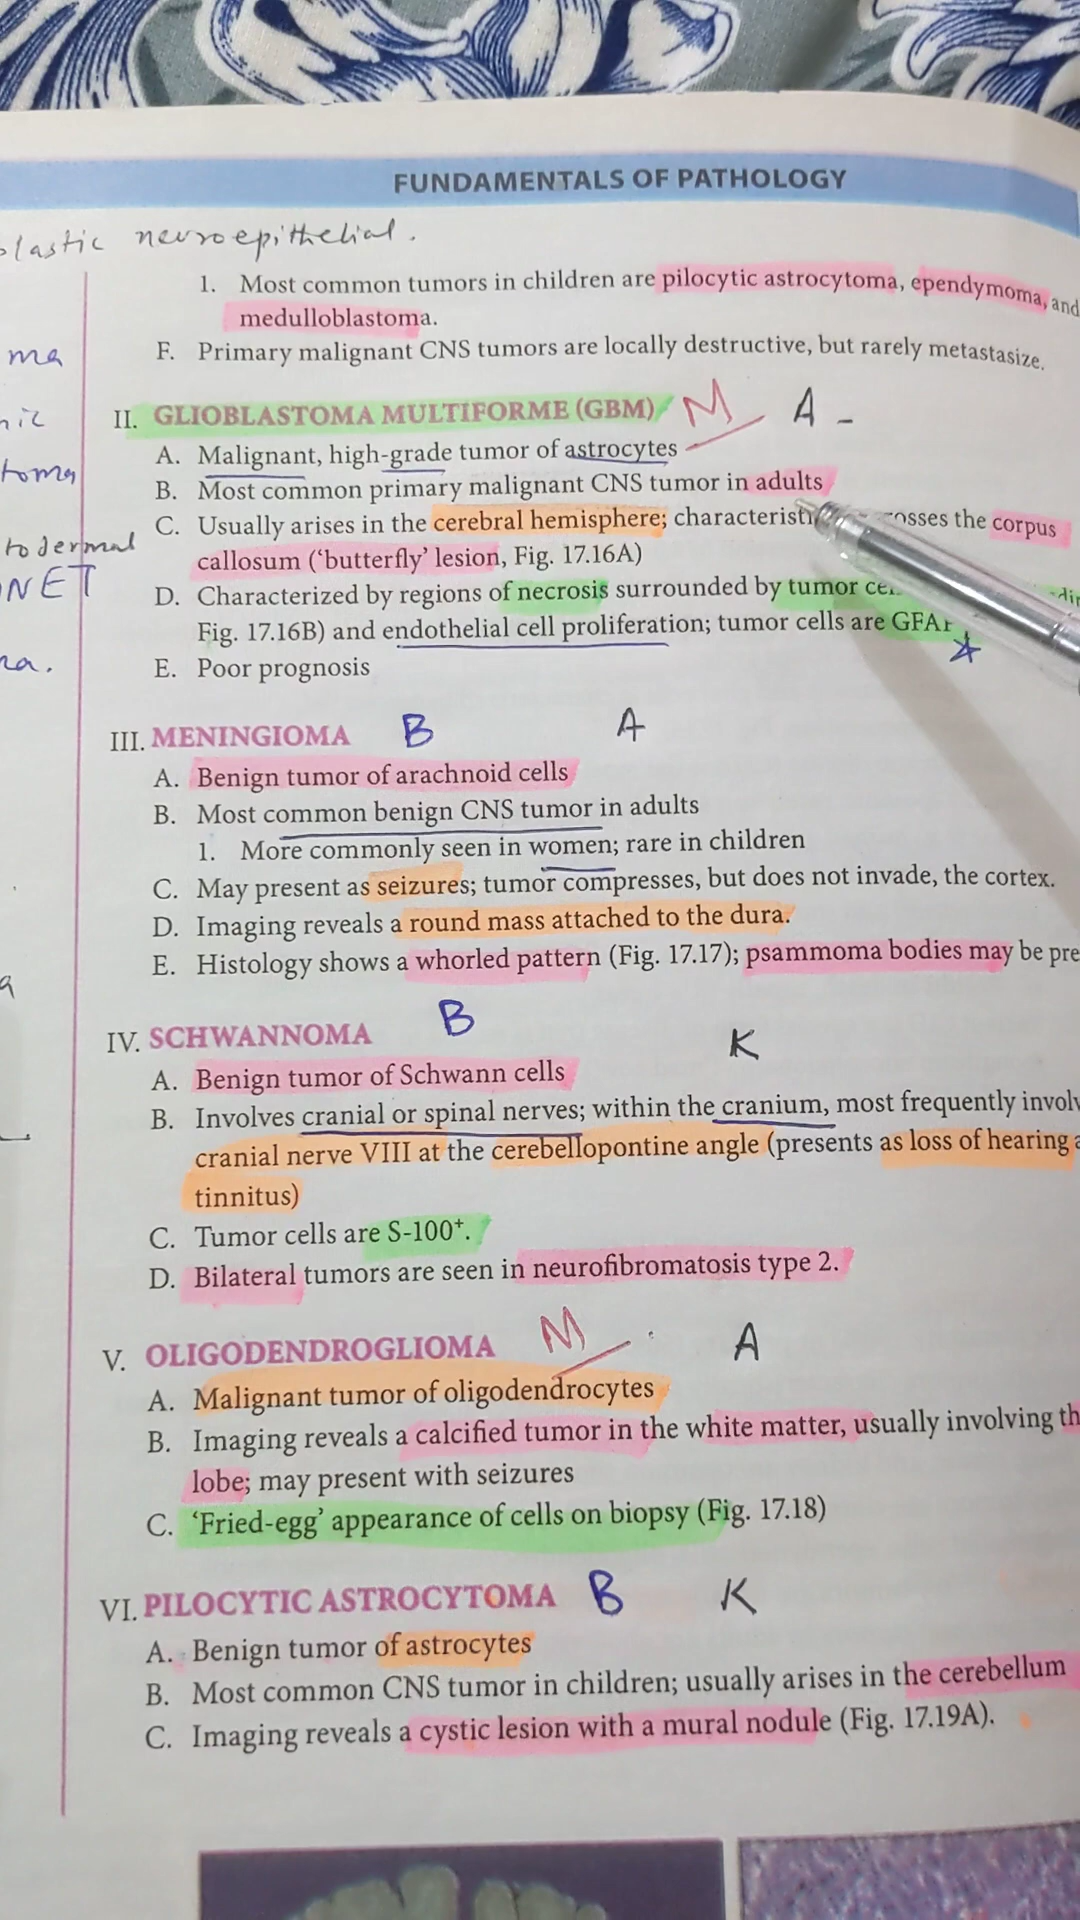 FUNDAMENTALS OF PATHOLOGY
blastic neuroepithelial.
1. Most common tumors in children are pilocytic astrocytoma, ependymoma, and
medulloblastoma.
ma
F. Primary malignant CNS tumors are locally destructive, but rarely metastasize.
nic
II. GLIOBLASTOMA MULTIFORME (GBM) M A -
A. Malignant, high-grade tumor of astrocytes
toma
B. Most common primary malignant CNS tumor in adults
C. Usually arises in the cerebral hemisphere; characteristi rosses the corpus
todermal
callosum ('butterfly' lesion, Fig. 17.16A)
NET
D. Characterized by regions of necrosis surrounded by tumor ce
Fig. 17.16B) and endothelial cell proliferation; tumor cells are GFAP
ra.
E. Poor prognosis
III. MENINGIOMA B A
A. Benign tumor of arachnoid cells
B. Most common benign CNS tumor in adults
1. More commonly seen in women; rare in children
C. May present as seizures; tumor compresses, but does not invade, the cortex.
D. Imaging reveals a round mass attached to the dura.
E. Histology shows a whorled pattern (Fig. 17.17); psammoma bodies may be pre
a
IV. SCHWANNOMA B K
A. Benign tumor of Schwann cells
B. Involves cranial or spinal nerves; within the cranium, most frequently involv
cranial nerve VIII at the cerebellopontine angle (presents as loss of hearing a
tinnitus)
C. Tumor cells are S-100⁺.
D. Bilateral tumors are seen in neurofibromatosis type 2.
V. OLIGODENDROGLIOMA M A
A. Malignant tumor of oligodendrocytes
B. Imaging reveals a calcified tumor in the white matter, usually involving th
lobe; may present with seizures
C. 'Fried-egg' appearance of cells on biopsy (Fig. 17.18)
VI. PILOCYTIC ASTROCYTOMA B K
A. Benign tumor of astrocytes
B. Most common CNS tumor in children; usually arises in the cerebellum
C. Imaging reveals a cystic lesion with a mural nodule (Fig. 17.19A).